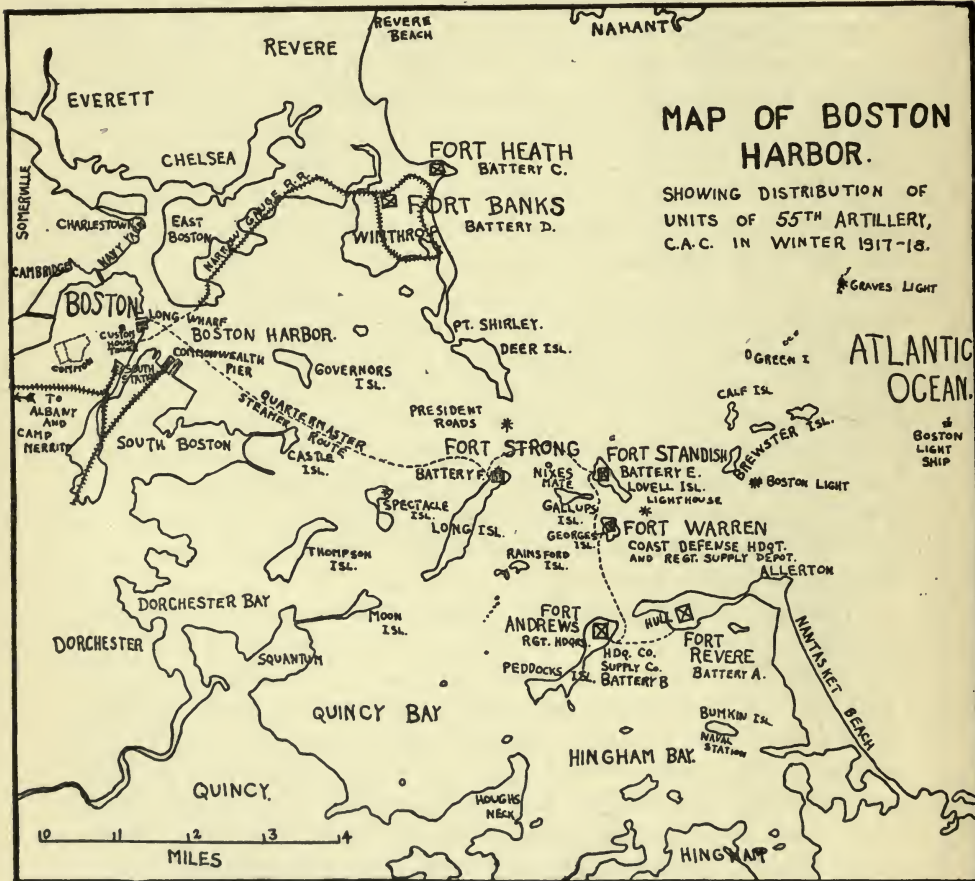 REVERE
BEACH
NAHANT
REVERE
EVERETT
MAP OF BOSTON
HARBOR.
SHOWING DISTRIBUTION OF
UNITS OF 55TH ARTILLERY,
C.A.C. IN WINTER 1917-18.
CHELSEA
FORT HEATH
BATTERY C.
SOMERVILLE
NARROW GAUGE R.R.
FORT BANKS
BATTERY D.
CHARLESTOWN
NAVY YARD
EAST
BOSTON
WINTHROP
CAMBRIDGE
GRAVES LIGHT
BOSTON
LONG WHARF
BOSTON HARBOR.
CUSTOM
HOUSE
TOWER
COMMON
SOUTH
STATION
COMMONWEALTH
PIER
GOVERNORS
ISL.
PT. SHIRLEY.
DEER ISL.
GREEN I
ATLANTIC
OCEAN.
TO
ALBANY
AND
CAMP
MERRITT
QUARTERMASTER
STEAMER ROUTE
CALF ISL
PRESIDENT
ROADS
BREWSTER ISL.
SOUTH BOSTON
CASTLE
ISL.
FORT STRONG
BATTERY F.
NIXES
MATE
FORT STANDISH
BATTERY E.
LOVELL ISL.
LIGHTHOUSE
BOSTON
LIGHT
SHIP
BOSTON LIGHT
SPECTACLE
ISL.
LONG ISL.
GALLUPS
ISL.
GEORGES
ISL.
FORT WARREN
COAST DEFENSE HDQT.
AND REGT. SUPPLY DEPOT.
THOMPSON
ISL.
RAINSFORD
ISL.
ALLERTON
DORCHESTER BAY
MOON
ISL.
FORT
ANDREWS
RGT. HDQRS.
HULL
DORCHESTER
SQUANTUM
HDQ. CO.
SUPPLY CO.
BATTERY B
FORT
REVERE
BATTERY A.
NANTASKET BEACH
PEDDOCKS ISL.
QUINCY BAY
BUMKIN ISL
NAVAL
STATION
HINGHAM BAY.
QUINCY.
HOUGHS
NECK
0 1 2 3 4
MILES
HINGHAM